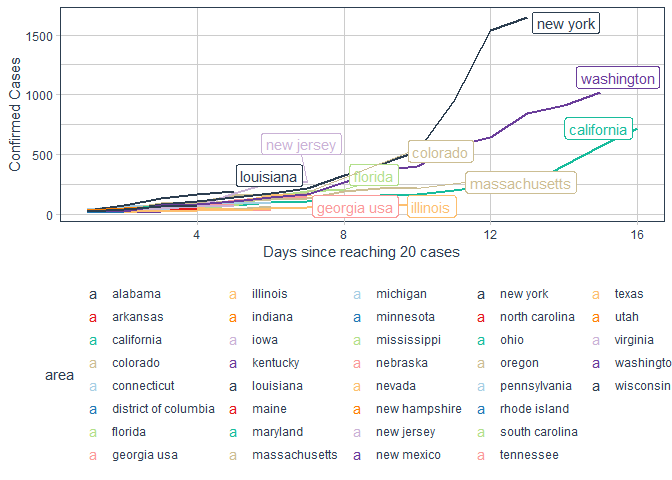 new york
1500
washington
1000
california
new jersey
500
colorado
louisiana
florida
massachusetts
georgia usa
illinois
0
Confirmed Cases
4
8
12
16
Days since reaching 20 cases
a alabama a illinois a michigan a new york a texas
a arkansas a indiana a minnesota a north carolina a utah
a california a iowa a mississippi a ohio a virginia
a colorado a kentucky a nebraska a oregon a washingto
area
a connecticut a louisiana a nevada a pennsylvania a wisconsin
a district of columbia a maine a new hampshire a rhode island
a florida a maryland a new jersey a south carolina
a georgia usa a massachusetts a new mexico a tennessee